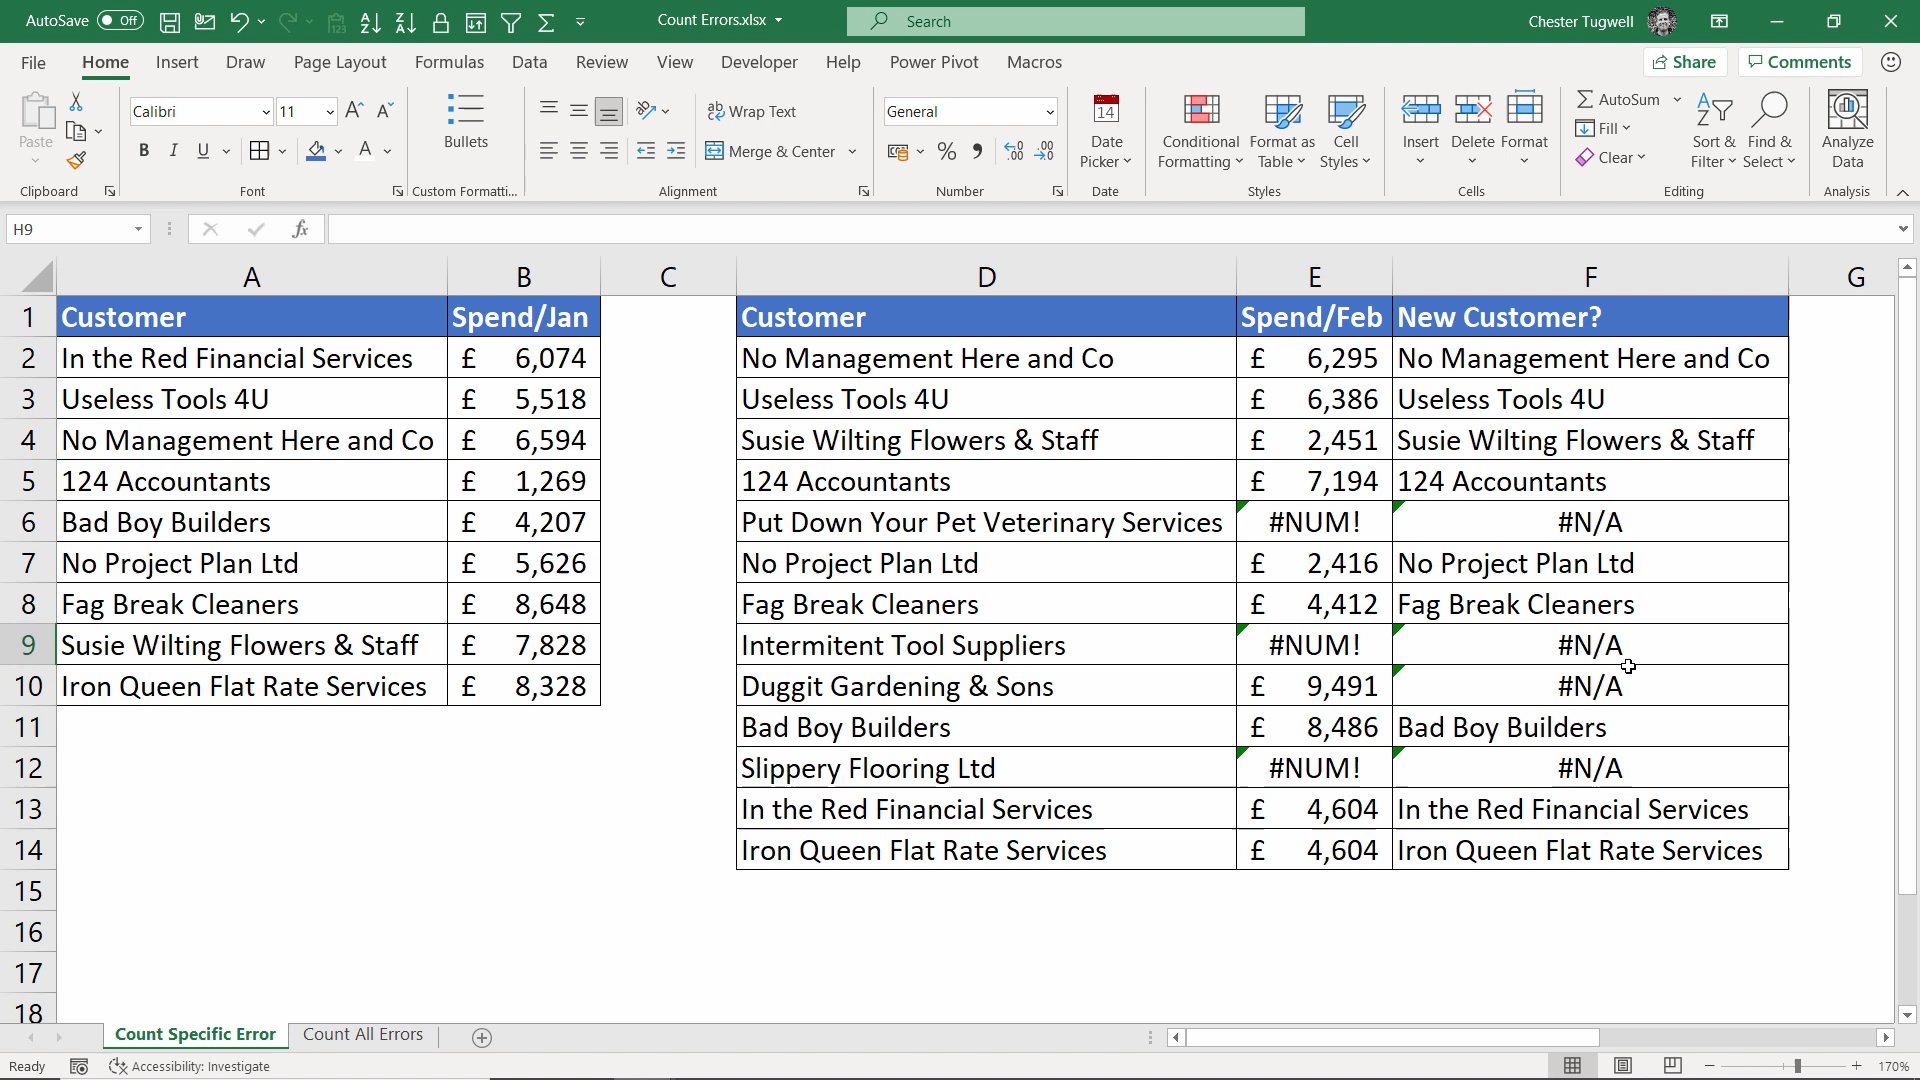 AutoSave Off Count Errors.xlsx Search Chester Tugwell
File Home Insert Draw Page Layout Formulas Data Review View Developer Help Power Pivot Macros Share Comments
Paste Calibri 11 Bullets Wrap Text General Date Picker Conditional Formatting Format as Table Cell Styles Insert Delete Format AutoSum Sort & Filter Find & Select Analyze Data
B I U A Merge & Center % Fill Clear
Clipboard Font Custom Formatti... Alignment Number Date Styles Cells Editing Analysis
H9 fx
A B C D E F G
1 Customer Spend/Jan Customer Spend/Feb New Customer?
2 In the Red Financial Services £ 6,074 No Management Here and Co £ 6,295 No Management Here and Co
3 Useless Tools 4U £ 5,518 Useless Tools 4U £ 6,386 Useless Tools 4U
4 No Management Here and Co £ 6,594 Susie Wilting Flowers & Staff £ 2,451 Susie Wilting Flowers & Staff
5 124 Accountants £ 1,269 124 Accountants £ 7,194 124 Accountants
6 Bad Boy Builders £ 4,207 Put Down Your Pet Veterinary Services #NUM! #N/A
7 No Project Plan Ltd £ 5,626 No Project Plan Ltd £ 2,416 No Project Plan Ltd
8 Fag Break Cleaners £ 8,648 Fag Break Cleaners £ 4,412 Fag Break Cleaners
9 Susie Wilting Flowers & Staff £ 7,828 Intermitent Tool Suppliers #NUM! #N/A
10 Iron Queen Flat Rate Services £ 8,328 Duggit Gardening & Sons £ 9,491 #N/A
11 Bad Boy Builders £ 8,486 Bad Boy Builders
12 Slippery Flooring Ltd #NUM! #N/A
13 In the Red Financial Services £ 4,604 In the Red Financial Services
14 Iron Queen Flat Rate Services £ 4,604 Iron Queen Flat Rate Services
15
16
17
18
Count Specific Error Count All Errors
Ready Accessibility: Investigate 170%